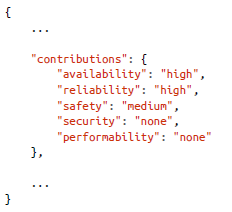 {
...
"contributions": {
"availability": "high",
"reliability": "high",
"safety": "medium",
"security": "none",
"performability": "none"
},
...
}